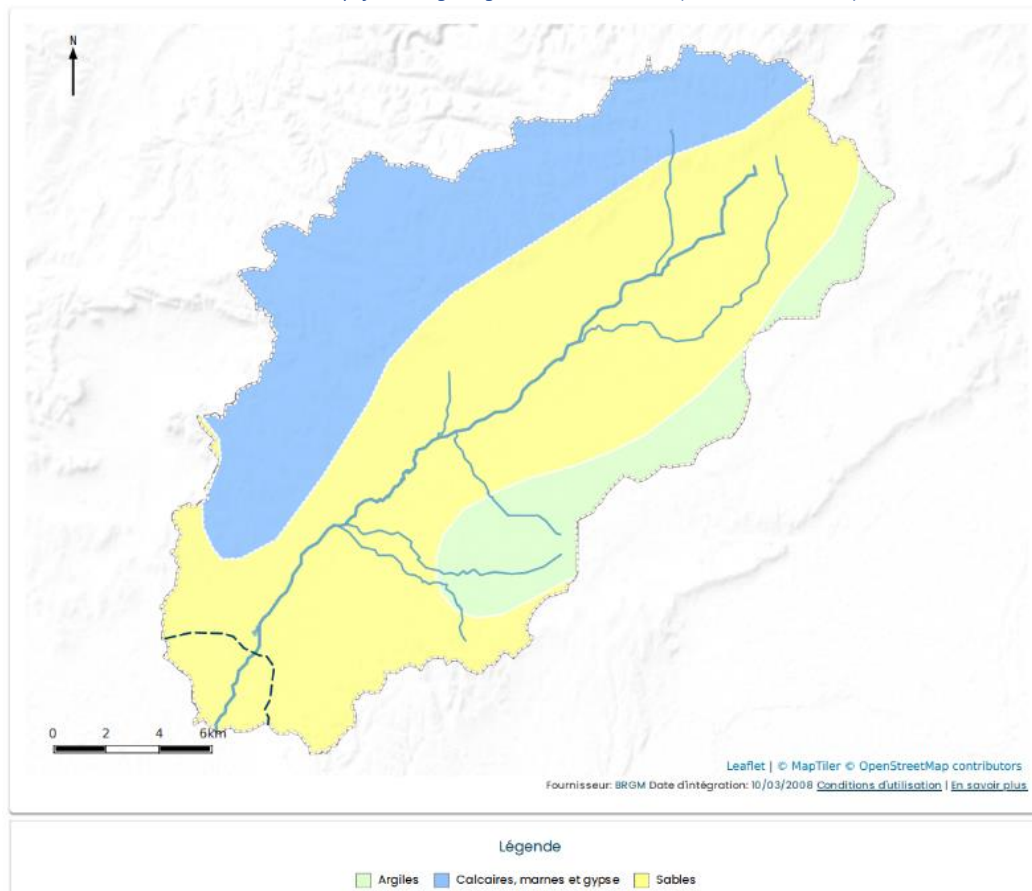 N
0 2 4 6km
Leaflet | © MapTiler © OpenStreetMap contributors
Fournisseur: BRGM Date d'intégration: 10/03/2008 Conditions d'utilisation | En savoir plus
Légende
Argiles Calcaires, marnes et gypse Sables